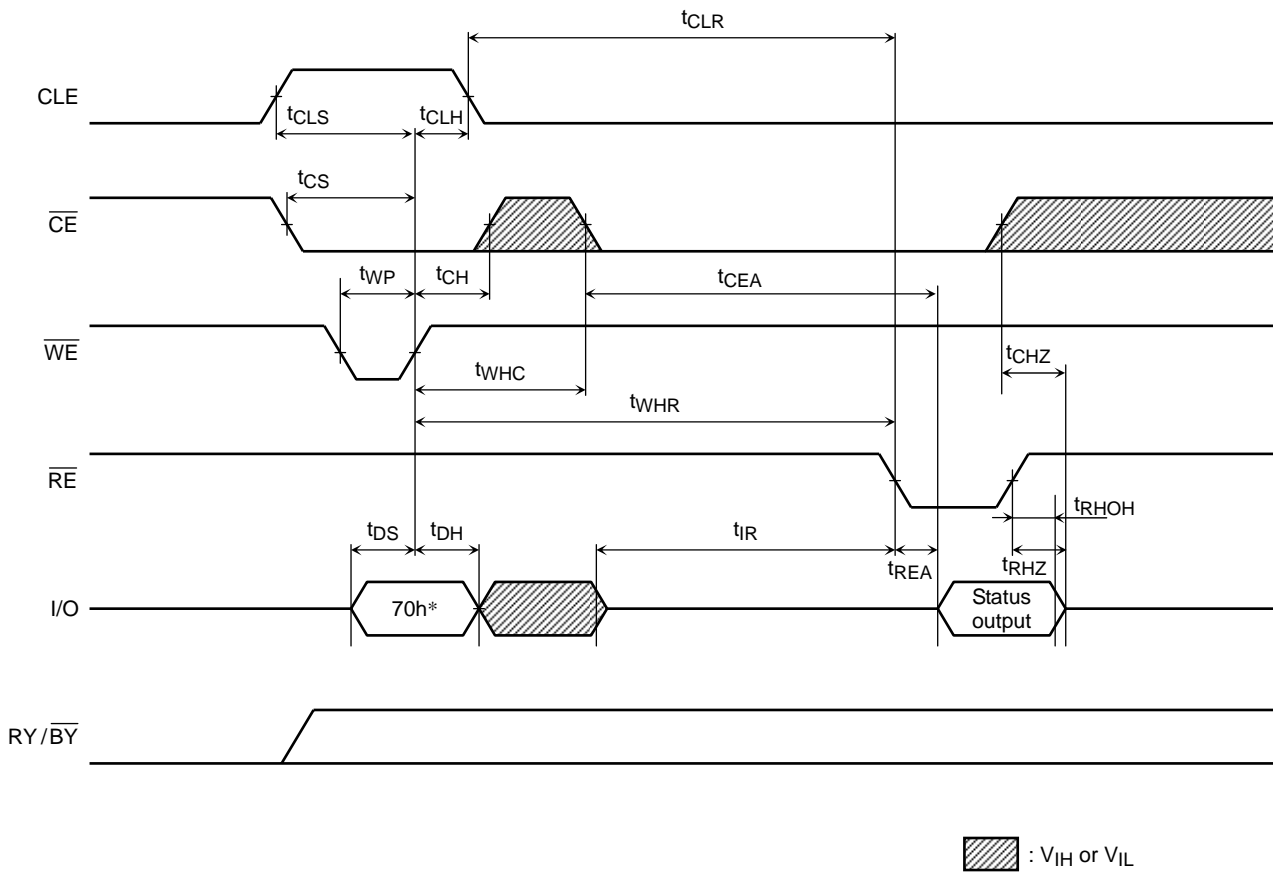 tCLR
CLE
tCLS
tCLH
tCS
CE
tWP
tCH
tCEA
WE
tCHZ
tWHC
tWHR
RE
tRHOH
tDS
tDH
tIR
tREA
tRHZ
I/O
70h*
Status
output
RY/BY
: VIH or VIL